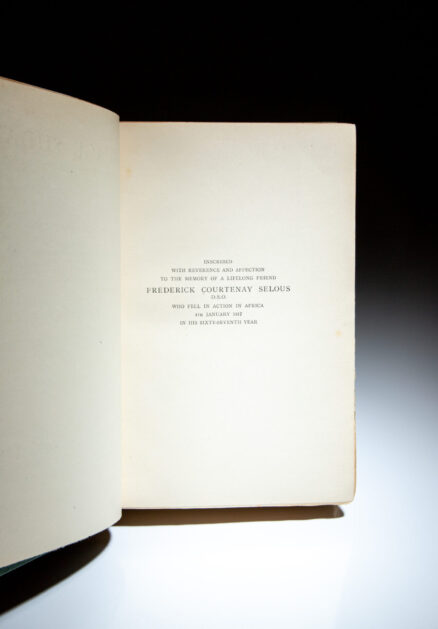 INSCRIBED
WITH REVERENCE AND AFFECTION
TO THE MEMORY OF A LIFELONG FRIEND
FREDERICK COURTENAY SELOUS
D.S.O.
WHO FELL IN ACTION IN AFRICA
4TH JANUARY 1917
IN HIS SIXTY-SEVENTH YEAR